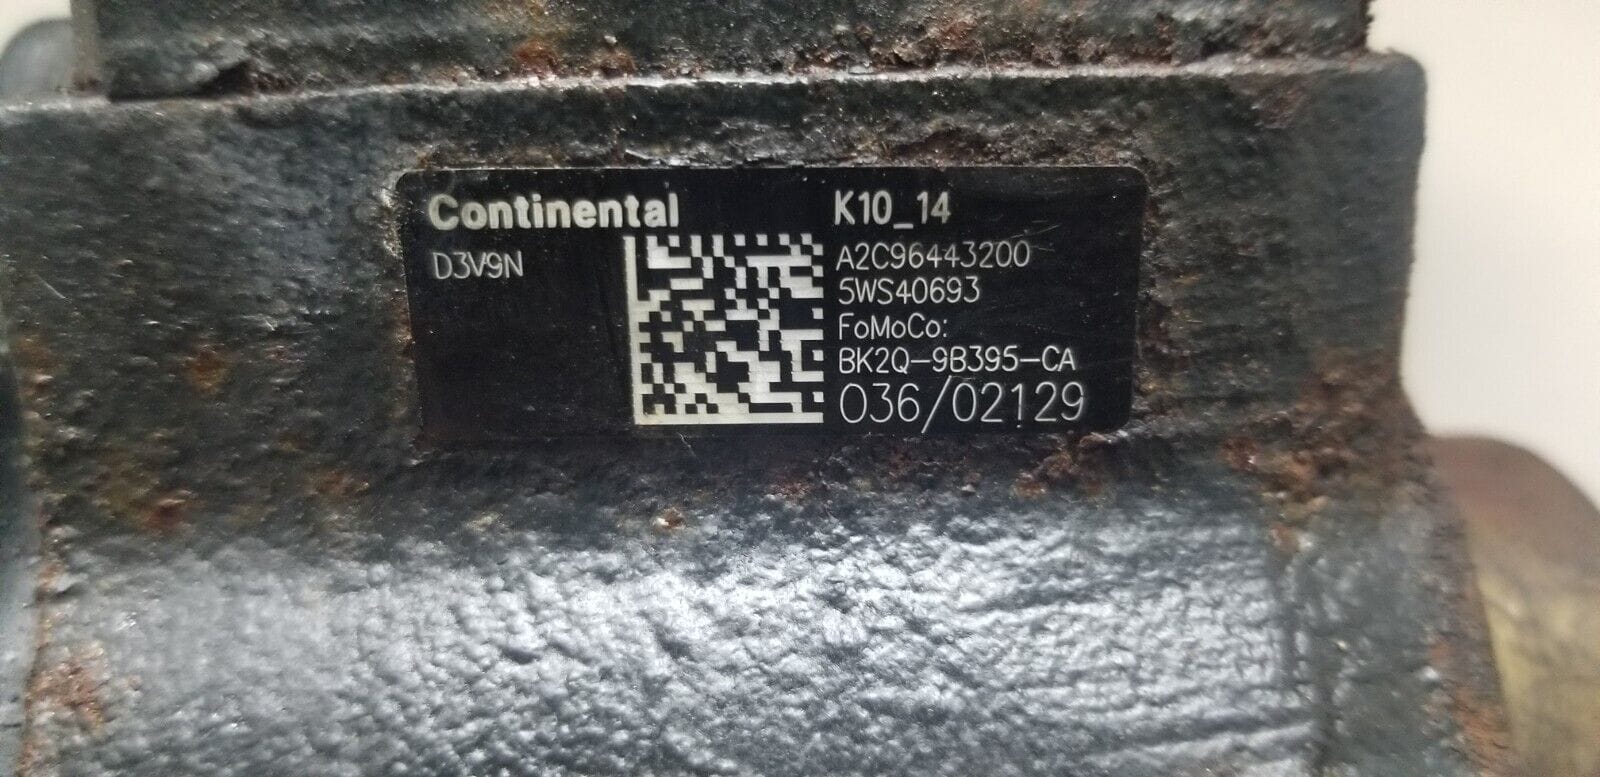 Continental
D3V9N
K10_14
A2C96443200
5WS40693
FoMoCo:
BK2Q-9B395-CA
036/02129